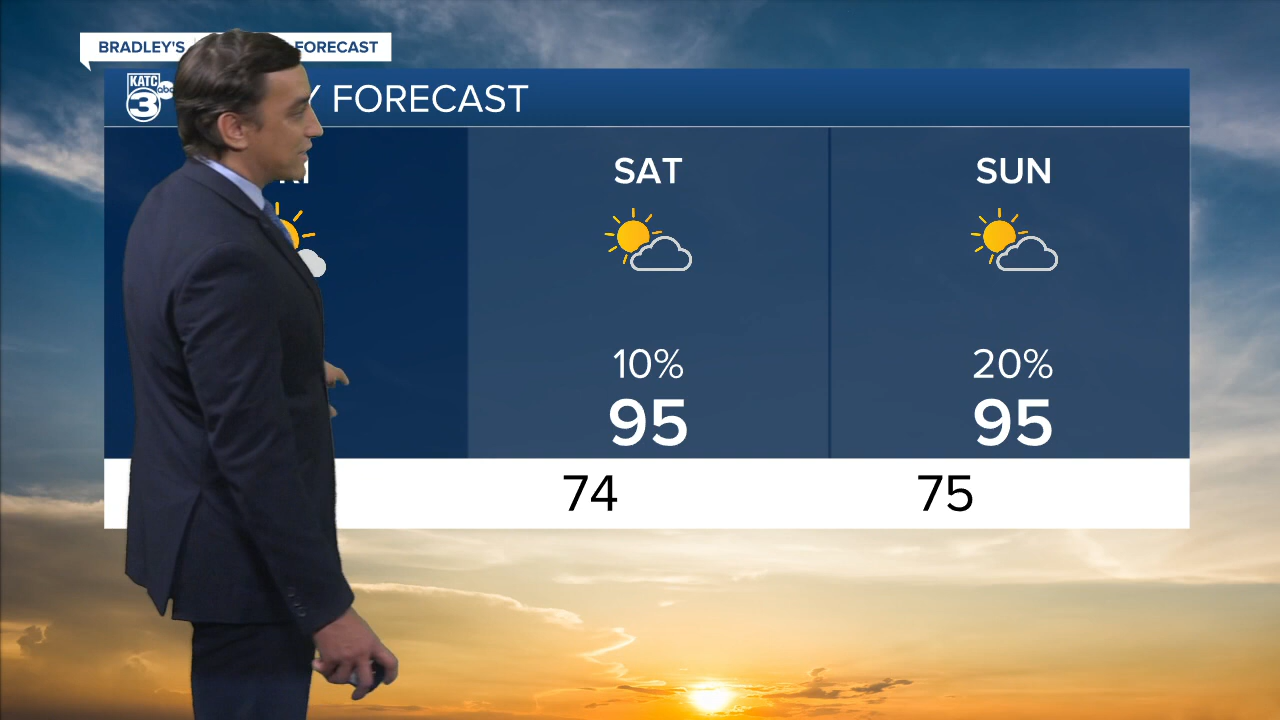 BRADLEY'S FORECAST
KATC
abc
3
FORECAST
SAT
SUN
10%
20%
95
95
74
75